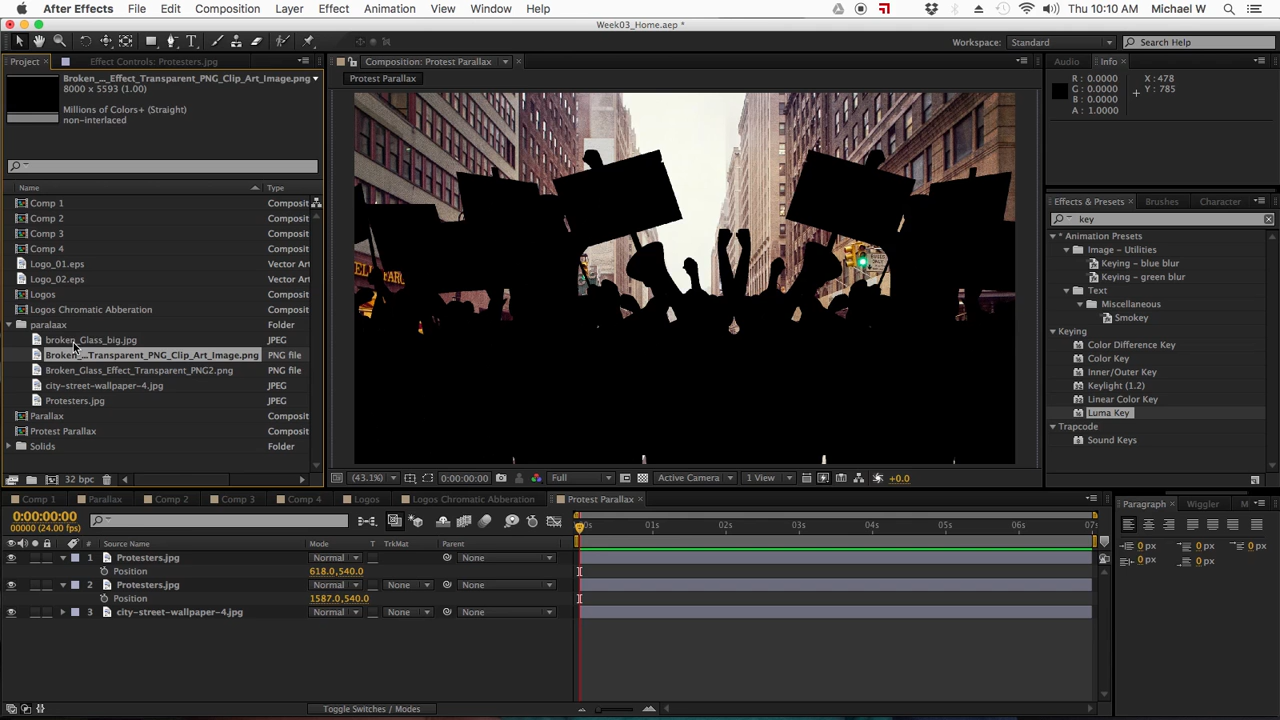 After Effects File Edit Composition Layer Effect Animation View Window Help Thu 10:10 AM Michael W
Week03_Home.aep *
Workspace: Standard Search Help
Project Effect Controls: Protesters.jpg
Composition: Protest Parallax
Audio Info
Broken_..._Effect_Transparent_PNG_Clip_Art_Image.png
8000 x 5593 (1.00)
Millions of Colors+ (Straight)
non-interlaced
Protest Parallax
R: 0.0000
G: 0.0000
B: 0.0000
A: 1.0000
X: 478
Y: 785
Name Type
Comp 1 Composit
Comp 2 Composit
Comp 3 Composit
Comp 4 Composit
Logo_01.eps Vector Ar
Logo_02.eps Vector Ar
Logos Composit
Logos Chromatic Abberation Composit
paralaax Folder
broken_Glass_big.jpg JPEG
Broken_...Transparent_PNG_Clip_Art_Image.png PNG file
Broken_Glass_Effect_Transparent_PNG2.png PNG file
city-street-wallpaper-4.jpg JPEG
Protesters.jpg JPEG
Parallax Composit
Protest Parallax Composit
Solids Folder
32 bpc
Effects & Presets Brushes Character
key
* Animation Presets
Image - Utilities
Keying - blue blur
Keying - green blur
Text
Miscellaneous
Smokey
Keying
Color Difference Key
Color Key
Inner/Outer Key
Keylight (1.2)
Linear Color Key
Luma Key
Trapcode
Sound Keys
(43.1%) 0:00:00:00 Full Active Camera 1 View +0.0
Comp 1 Parallax Comp 2 Comp 3 Comp 4 Logos Logos Chromatic Abberation Protest Parallax
Paragraph Wiggler M
0:00:00:00
00000 (24.00 fps)
01s 02s 03s 04s 05s 06s
# Source Name Mode T TrkMat Parent
1 Protesters.jpg Normal None
Position 618.0,540.0
2 Protesters.jpg Normal None None
Position 1587.0,540.0
3 city-street-wallpaper-4.jpg Normal None None
0 px 0 px 0 px
0 px 0 px
Toggle Switches / Modes